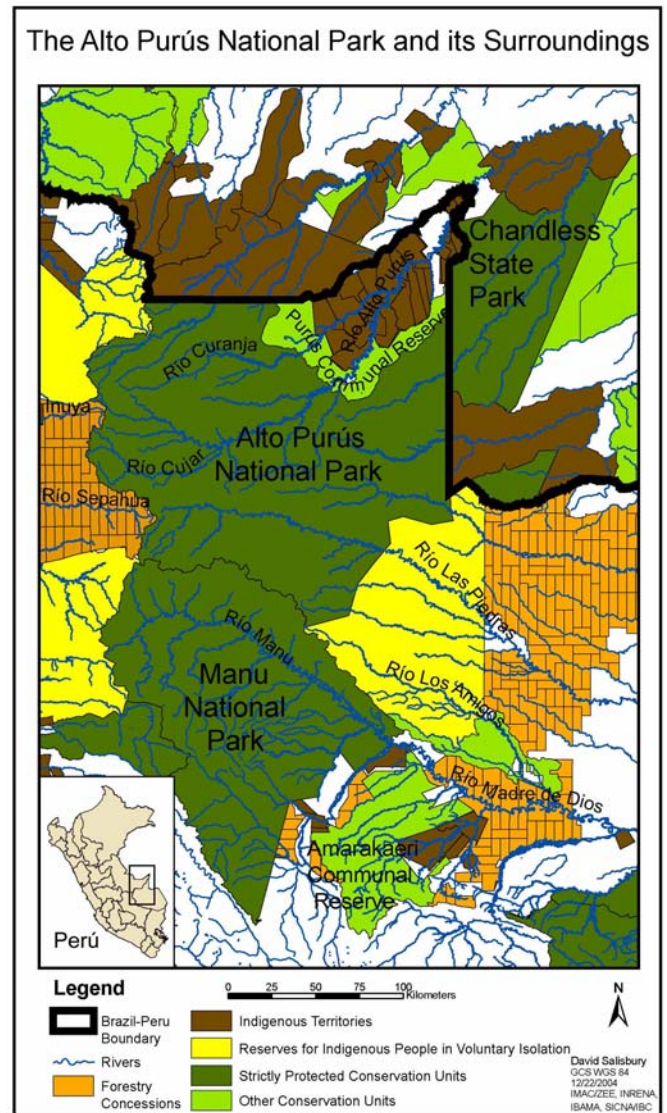 The Alto Purús National Park and its Surroundings
Chandless
State
Park
Río Alto Purús
Purús Communal Reserve
Río Curanja
Inuya
Alto Purús
National Park
Río Cujar
Río Sepahua
Río Las Piedras
Río Manu
Manu
National
Park
Río Los Amigos
Río Madre de Dios
Amarakaeri
Communal
Reserve
Perú
Legend
0 25 50 75 100
Kilometers
N
Brazil-Peru
Boundary
Rivers
Forestry
Concessions
Indigenous Territories
Reserves for Indigenous People in Voluntary Isolation
Strictly Protected Conservation Units
Other Conservation Units
David Salisbury
GCS WGS 84
12/22/2004
IMAC/ZEE, INRENA,
IBAMA, SICNA/IBC